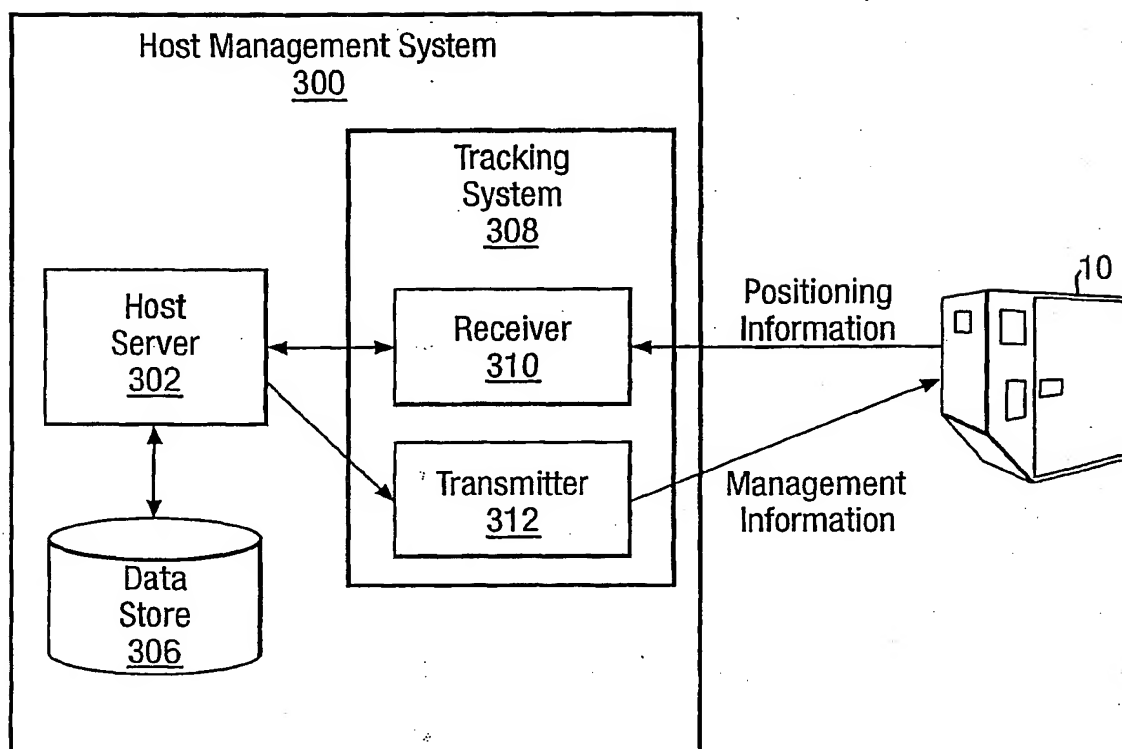 Host Management System
300
Tracking
System
308
Host
Server
302
Receiver
310
Positioning
Information
10
Transmitter
312
Management
Information
Data
Store
306